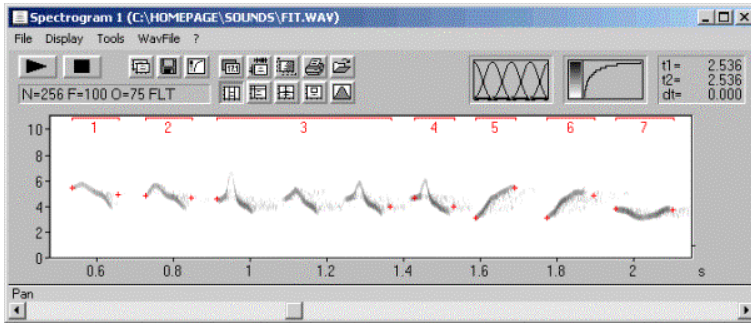 Spectrogram 1 (C:\HOMEPAGE\SOUNDS\FIT.WAV)
File Display Tools WavFile ?
N=256 F=100 O=75 FLT
t1= 2.536
t2= 2.536
dt= 0.000
1 2 3 4 5 6 7
10
8
6
4
2
0
0.6 0.8 1 1.2 1.4 1.6 1.8 2 s
Pan